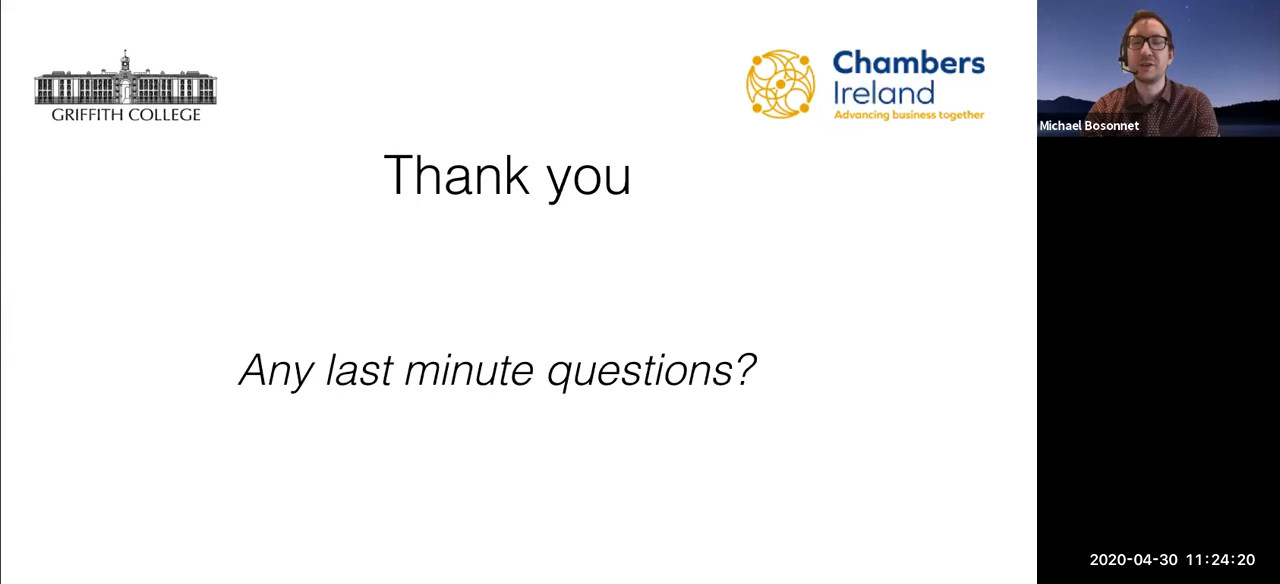 GRIFFITH COLLEGE
Chambers
Ireland
Advancing business together
Michael Bosonnet
Thank you
Any last minute questions?
2020-04-30 11:24:20